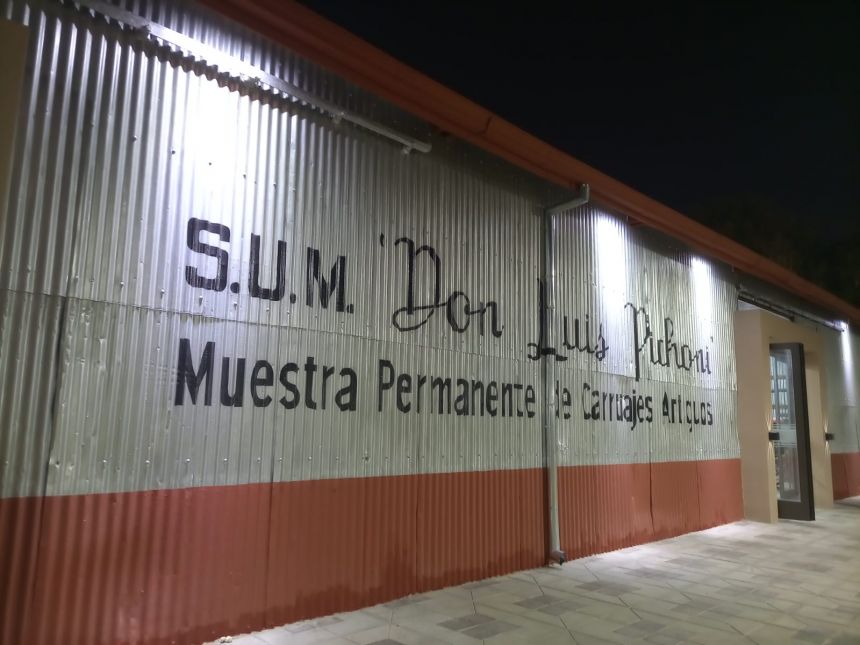 S.U.M. 'Don Luis Pichoni'
Muestra Permanente de Carruajes Antiguos